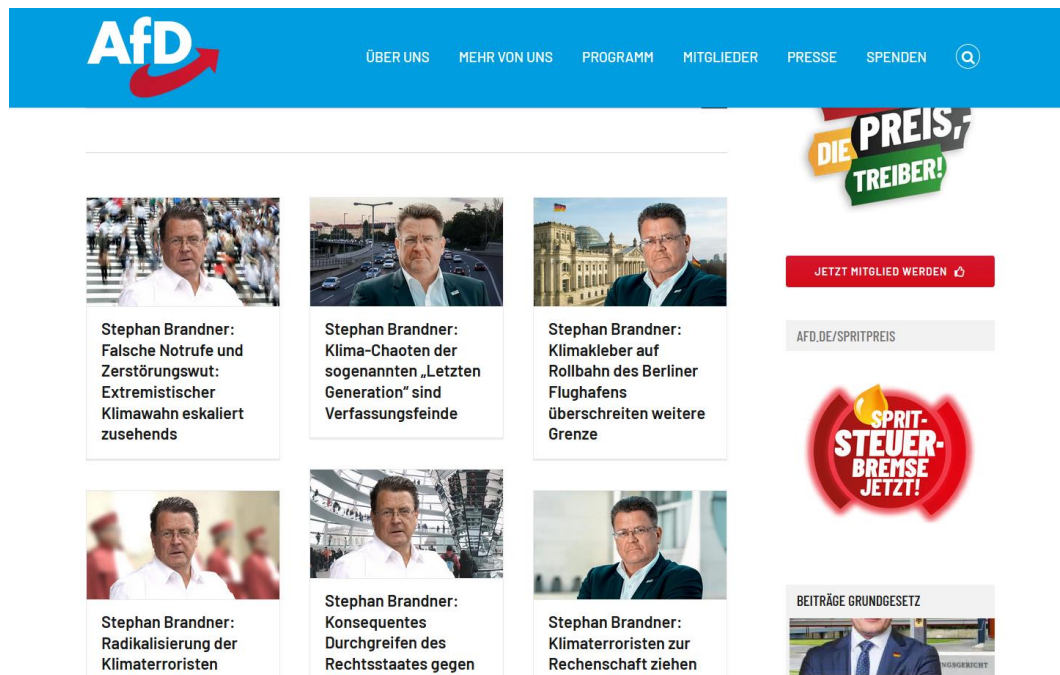 AfD
ÜBER UNS
MEHR VON UNS
PROGRAMM
MITGLIEDER
PRESSE
SPENDEN
DIE
PREIS,-
TREIBER!
Stephan Brandner:
Falsche Notrufe und
Zerstörungswut:
Extremistischer
Klimawahn eskaliert
zusehends
Stephan Brandner:
Klima-Chaoten der
sogenannten „Letzten
Generation“ sind
Verfassungsfeinde
Stephan Brandner:
Klimakleber auf
Rollbahn des Berliner
Flughafens
überschreiten weitere
Grenze
JETZT MITGLIED WERDEN
AFD.DE/SPRITPREIS
SPRIT-
STEUER-
BREMSE
JETZT!
Stephan Brandner:
Radikalisierung der
Klimaterroristen
Stephan Brandner:
Konsequentes
Durchgreifen des
Rechtsstaates gegen
Stephan Brandner:
Klimaterroristen zur
Rechenschaft ziehen
BEITRÄGE GRUNDGESETZ
NGSGERICHT